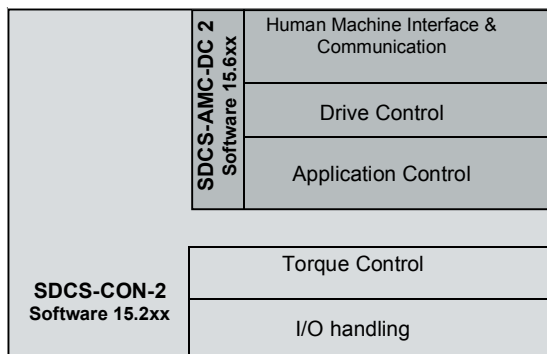 SDCS-AMC-DC 2
Software 15.6xx
Human Machine Interface &
Communication
Drive Control
Application Control
SDCS-CON-2
Software 15.2xx
Torque Control
I/O handling